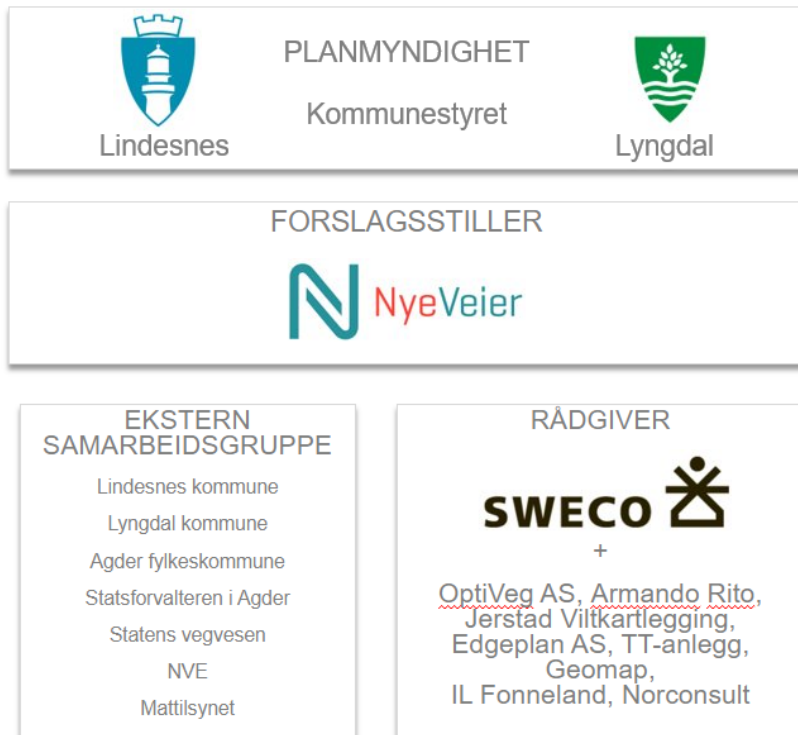 PLANMYNDIGHET
Kommunestyret
Lindesnes
Lyngdal
FORSLAGSSTILLER
NyeVeier
EKSTERN
SAMARBEIDSGRUPPE
Lindesnes kommune
Lyngdal kommune
Agder fylkeskommune
Statsforvalteren i Agder
Statens vegvesen
NVE
Mattilsynet
RÅDGIVER
SWECO
+
OptiVeg AS, Armando Rito,
Jerstad Viltkartlegging,
Edgeplan AS, TT-anlegg,
Geomap,
IL Fonneland, Norconsult